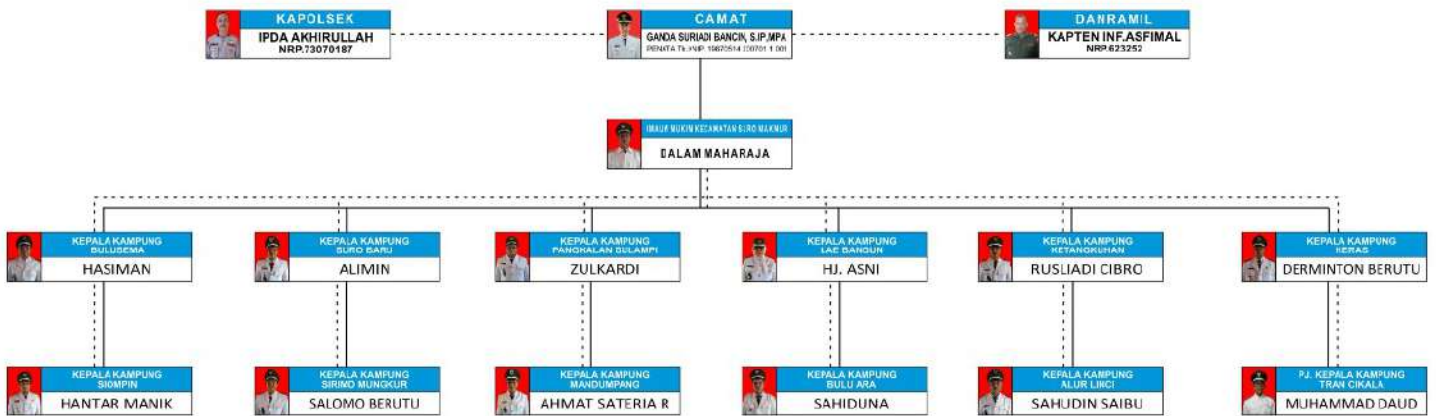 KAPOLSEK
IPDA AKHIRULLAH
NRP.73070187
CAMAT
GANDA SURIADI BANCIN, S.IP,MPA
DANRAMIL
KAPTEN INF.ASFIMAL
NRP.623252
IMAUM MUKIM KECAMATAN SURO MAKMUR
DALAM MAHARAJA
KEPALA KAMPUNG
BULUSEMA
HASIMAN
KEPALA KAMPUNG
SURO BARU
ALIMIN
KEPALA KAMPUNG
PANGKALAN SULAMPI
ZULKARDI
KEPALA KAMPUNG
LAE BANGUN
HJ. ASNI
KEPALA KAMPUNG
KETANGKUHAN
RUSLIADI CIBRO
KEPALA KAMPUNG
KERAS
DERMINTON BERUTU
KEPALA KAMPUNG
SIOMPIN
HANTAR MANIK
KEPALA KAMPUNG
SIRIMO MUNGKUR
SALOMO BERUTU
KEPALA KAMPUNG
MANDUMPANG
AHMAT SATERIA R
KEPALA KAMPUNG
BULU ARA
SAHIDUNA
KEPALA KAMPUNG
ALUR LINCI
SAHUDIN SAIBU
PJ. KEPALA KAMPUNG
TRAN CIKALA
MUHAMMAD DAUD